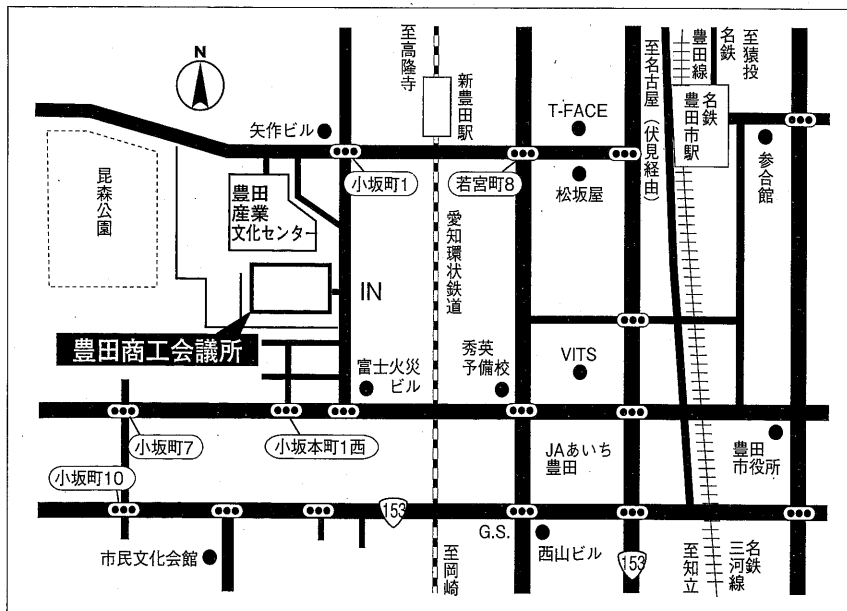 N
至高隆寺
新豊田駅
矢作ビル
小坂町1
若宮町8
T-FACE
松坂屋
至名古屋(伏見経由)
豊田線
名鉄
至猿投
名鉄
豊田市駅
参合館
昆森公園
豊田
産業
文化センター
愛知環状鉄道
IN
豊田商工会議所
富士火災
ビル
秀英
予備校
VITS
小坂町7
小坂本町1西
JAあいち
豊田
豊田
市役所
小坂町10
153
市民文化会館
至岡崎
G.S.
西山ビル
153
至知立
名鉄
三河線